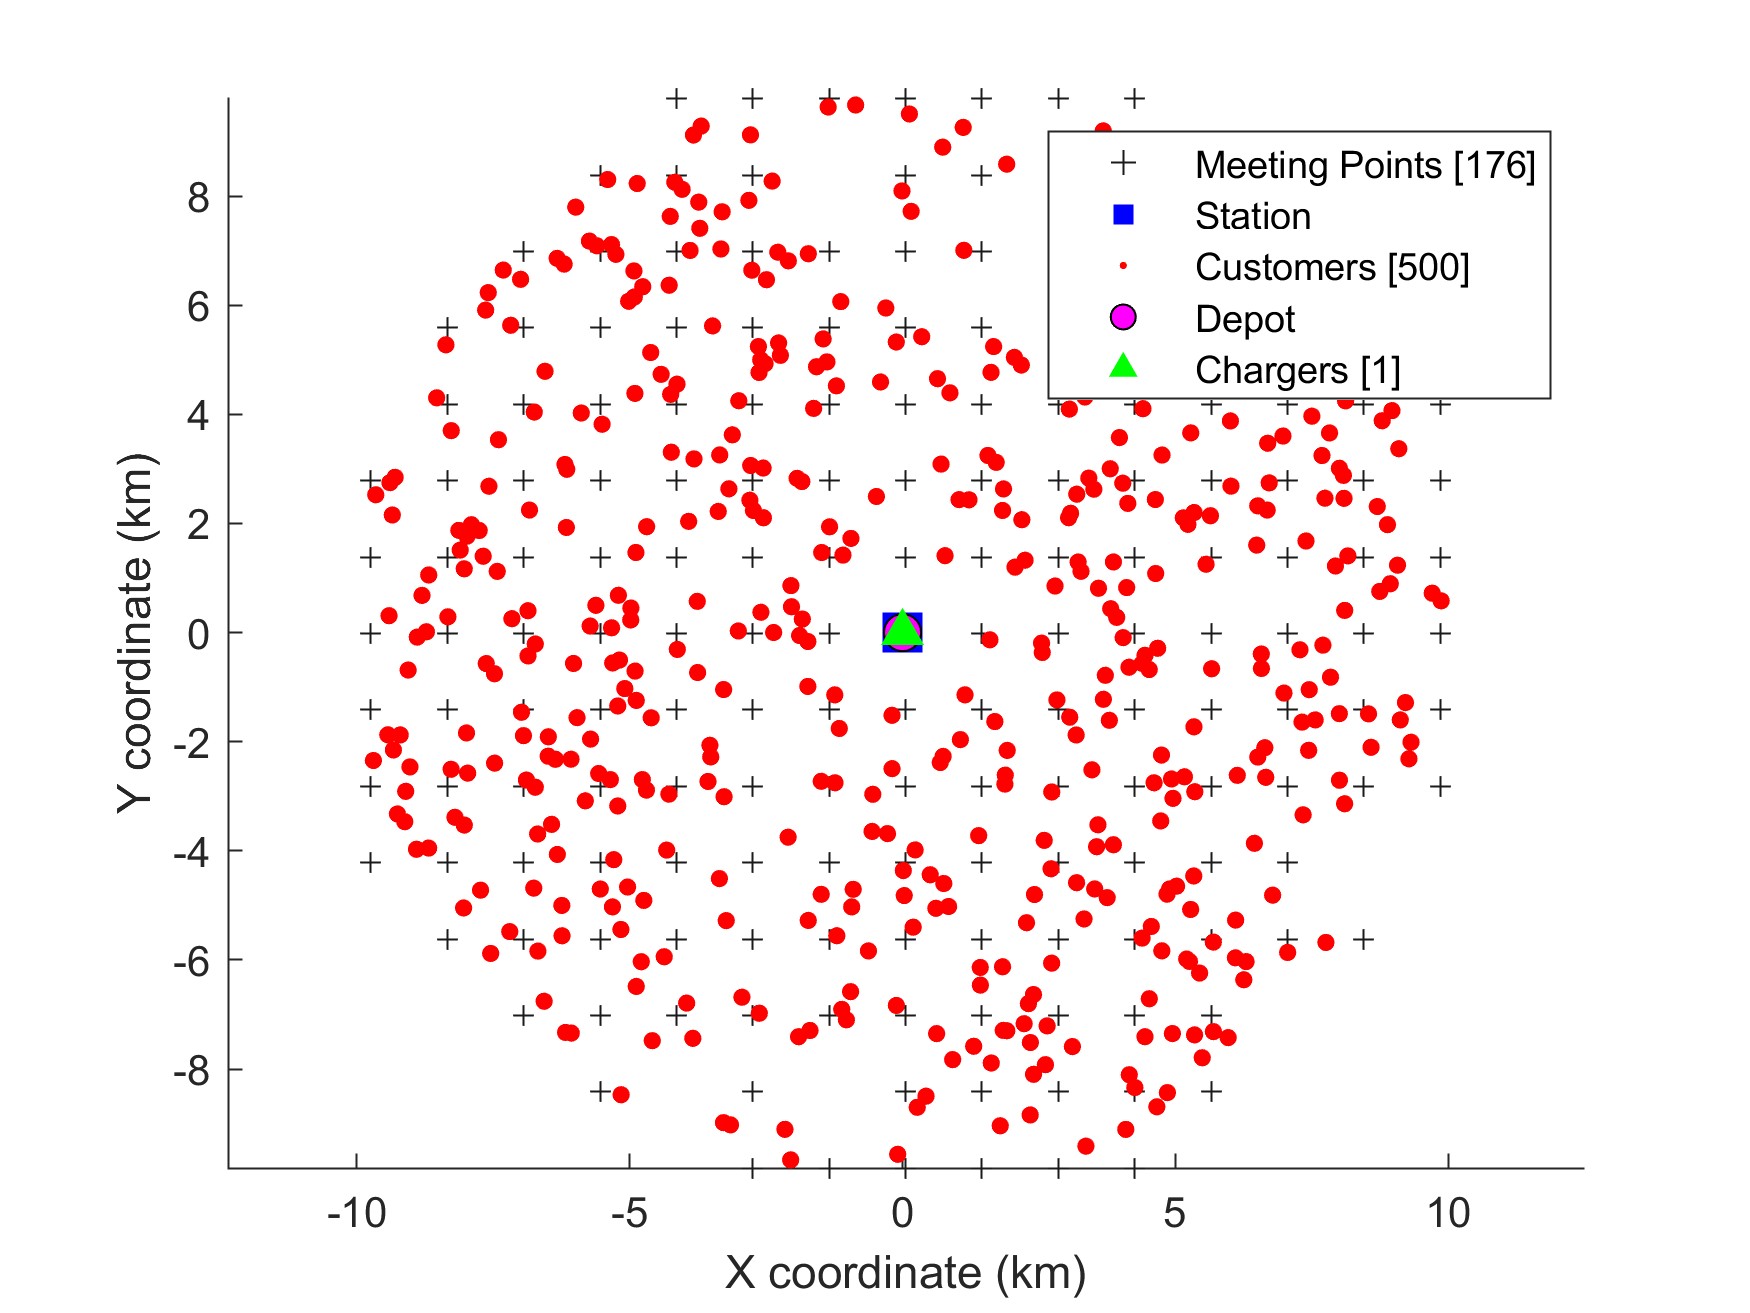 Meeting Points [176]
Station
Customers [500]
Depot
Chargers [1]
8
6
4
2
0
-2
-4
-6
-8
Y coordinate (km)
-10 -5 0 5 10
X coordinate (km)